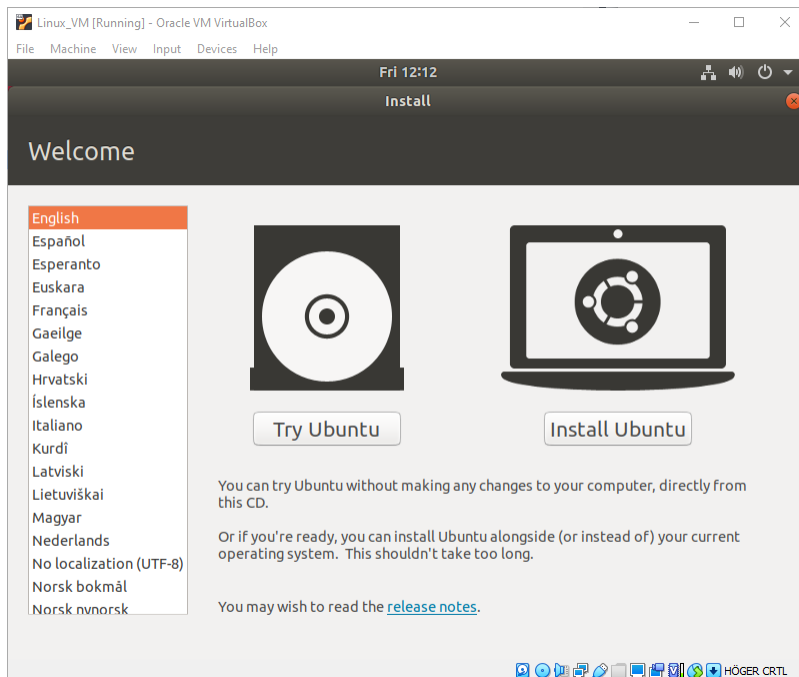 Linux_VM [Running] - Oracle VM VirtualBox
File Machine View Input Devices Help
Fri 12:12
Install
Welcome
English
Español
Esperanto
Euskara
Français
Gaeilge
Galego
Hrvatski
Íslenska
Italiano
Kurdî
Latviski
Lietuviškai
Magyar
Nederlands
No localization (UTF-8)
Norsk bokmål
Norsk nynorsk
Try Ubuntu
Install Ubuntu
You can try Ubuntu without making any changes to your computer, directly from
this CD.
Or if you're ready, you can install Ubuntu alongside (or instead of) your current
operating system. This shouldn't take too long.
You may wish to read the release notes.
HÖGER CRTL